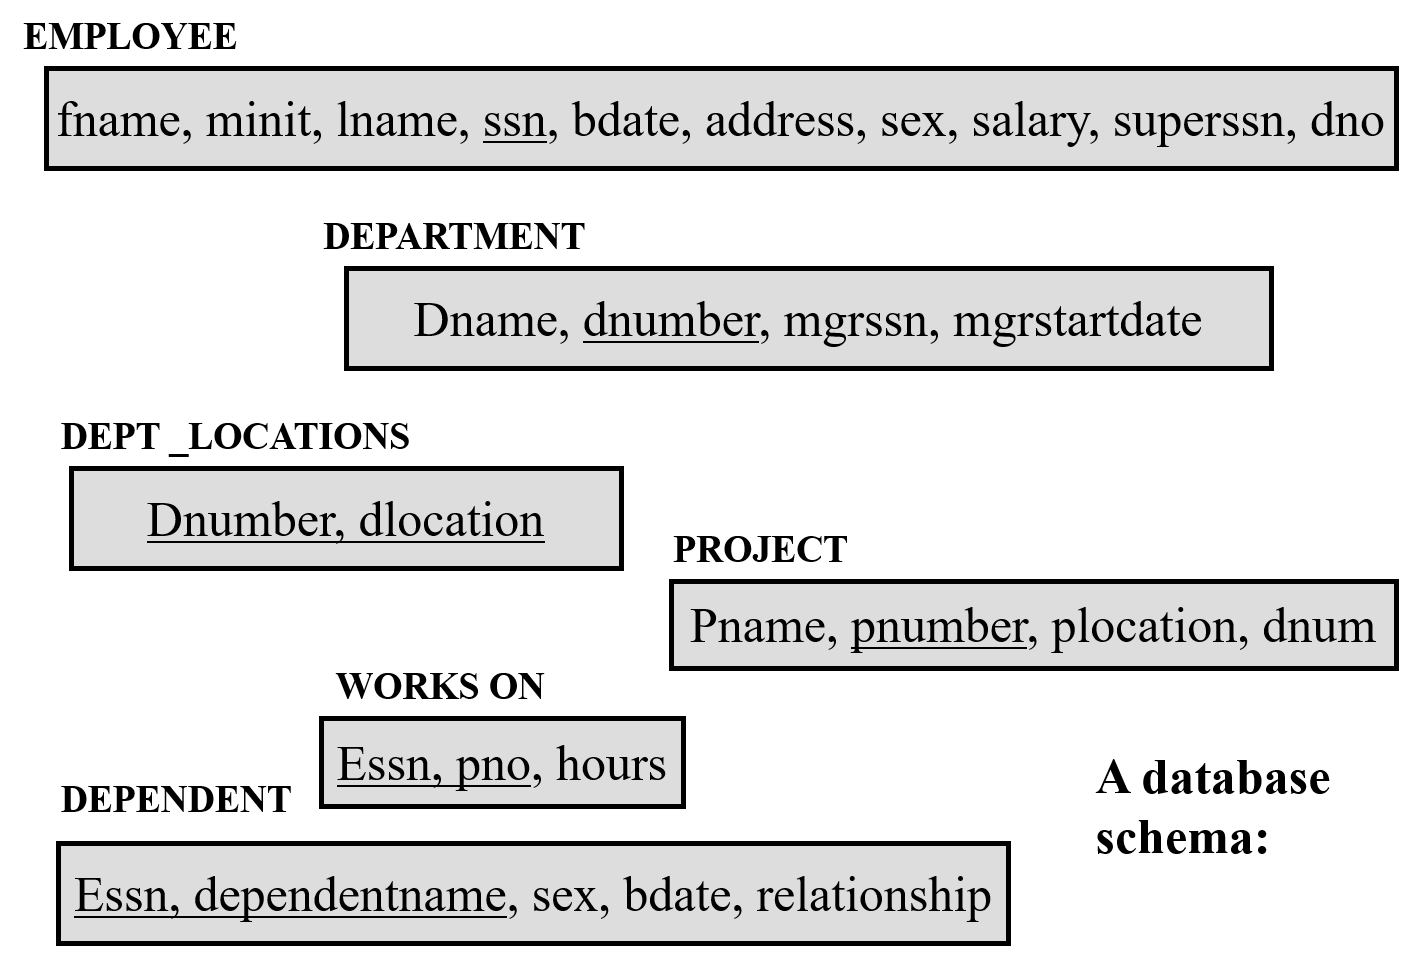 EMPLOYEE
fname, minit, lname, ssn, bdate, address, sex, salary, superssn, dno
DEPARTMENT
Dname, dnumber, mgrssn, mgrstartdate
DEPT _LOCATIONS
Dnumber, dlocation
PROJECT
Pname, pnumber, plocation, dnum
WORKS ON
Essn, pno, hours
DEPENDENT
Essn, dependentname, sex, bdate, relationship
A database
schema: